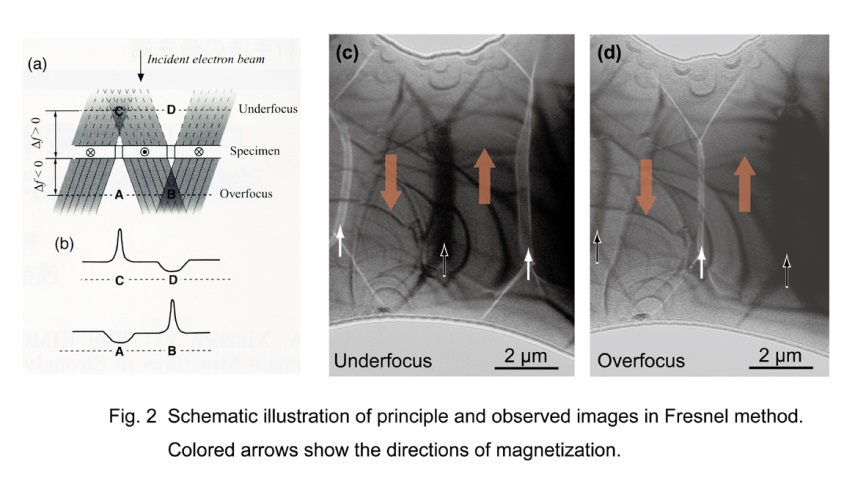 (a)
Incident electron beam
C
D
Underfocus
Δf > 0
Specimen
Δf < 0
A
B
Overfocus
(b)
C
D
A
B
(c)
Underfocus
2 μm
(d)
Overfocus
2 μm
Fig. 2 Schematic illustration of principle and observed images in Fresnel method.
Colored arrows show the directions of magnetization.